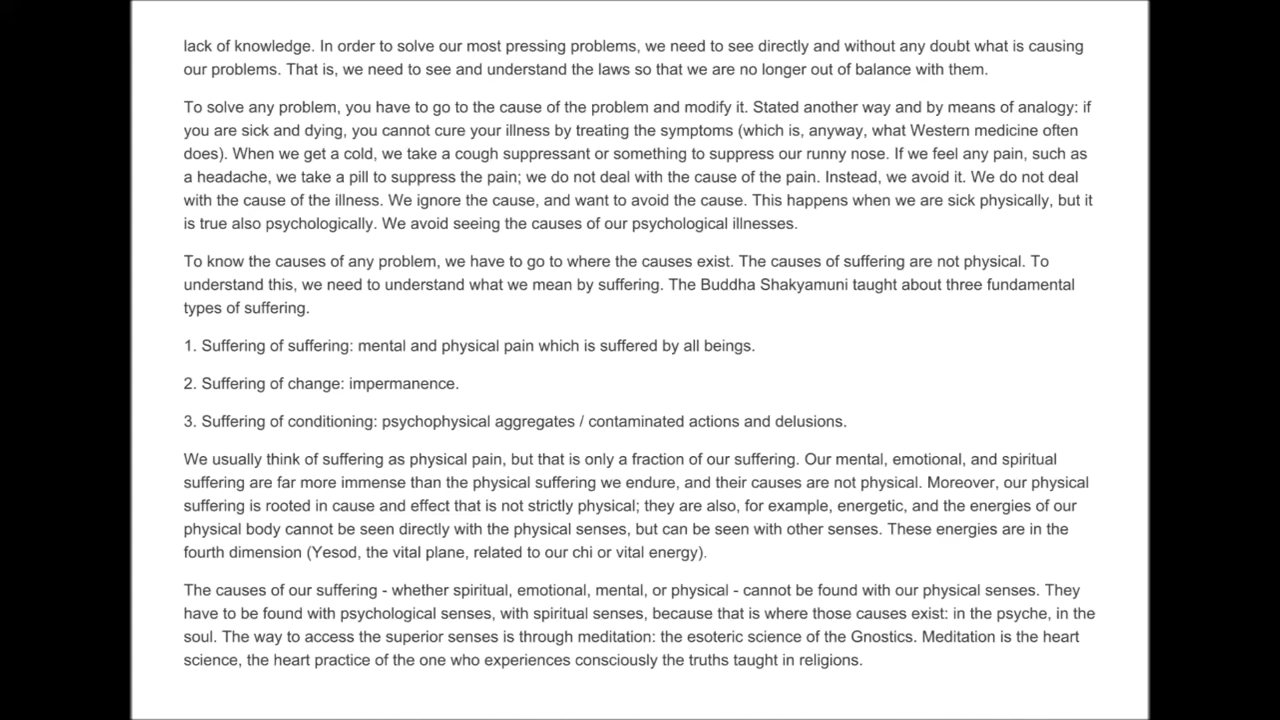 lack of knowledge. In order to solve our most pressing problems, we need to see directly and without any doubt what is causing
our problems. That is, we need to see and understand the laws so that we are no longer out of balance with them.
To solve any problem, you have to go to the cause of the problem and modify it. Stated another way and by means of analogy: if
you are sick and dying, you cannot cure your illness by treating the symptoms (which is, anyway, what Western medicine often
does). When we get a cold, we take a cough suppressant or something to suppress our runny nose. If we feel any pain, such as
a headache, we take a pill to suppress the pain; we do not deal with the cause of the pain. Instead, we avoid it. We do not deal
with the cause of the illness. We ignore the cause, and want to avoid the cause. This happens when we are sick physically, but it
is true also psychologically. We avoid seeing the causes of our psychological illnesses.
To know the causes of any problem, we have to go to where the causes exist. The causes of suffering are not physical. To
understand this, we need to understand what we mean by suffering. The Buddha Shakyamuni taught about three fundamental
types of suffering.
1. Suffering of suffering: mental and physical pain which is suffered by all beings.
2. Suffering of change: impermanence.
3. Suffering of conditioning: psychophysical aggregates / contaminated actions and delusions.
We usually think of suffering as physical pain, but that is only a fraction of our suffering. Our mental, emotional, and spiritual
suffering are far more immense than the physical suffering we endure, and their causes are not physical. Moreover, our physical
suffering is rooted in cause and effect that is not strictly physical; they are also, for example, energetic, and the energies of our
physical body cannot be seen directly with the physical senses, but can be seen with other senses. These energies are in the
fourth dimension (Yesod, the vital plane, related to our chi or vital energy).
The causes of our suffering - whether spiritual, emotional, mental, or physical - cannot be found with our physical senses. They
have to be found with psychological senses, with spiritual senses, because that is where those causes exist: in the psyche, in the
soul. The way to access the superior senses is through meditation: the esoteric science of the Gnostics. Meditation is the heart
science, the heart practice of the one who experiences consciously the truths taught in religions.